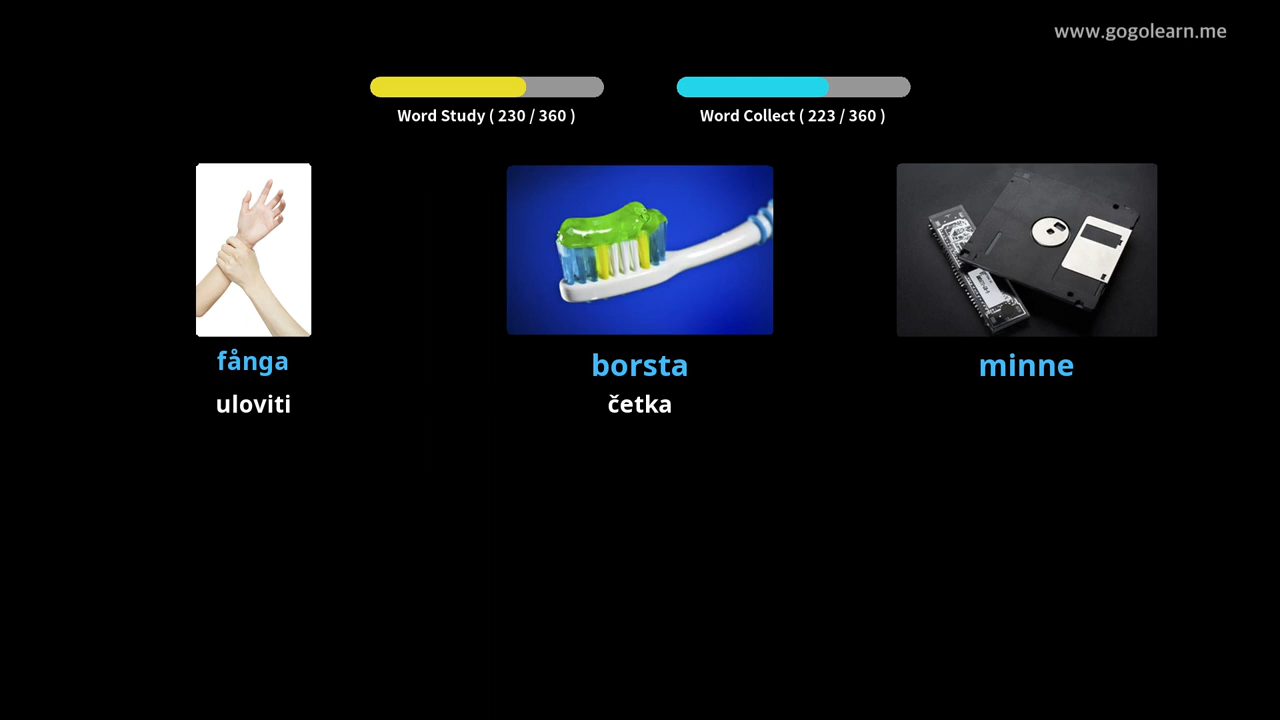 www.gogolearn.me
Word Study ( 230 / 360 )
Word Collect ( 223 / 360 )
fånga
borsta
minne
uloviti
četka